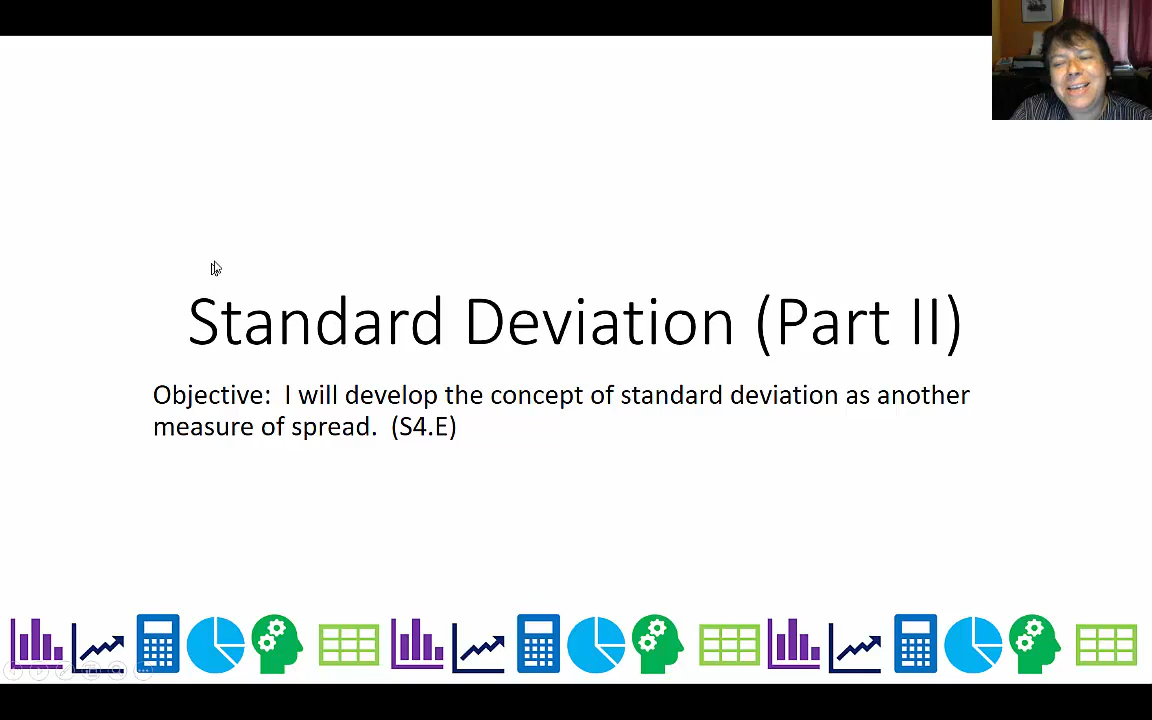 Standard Deviation (Part II)
Objective:  I will develop the concept of standard deviation as another
measure of spread.  (S4.E)